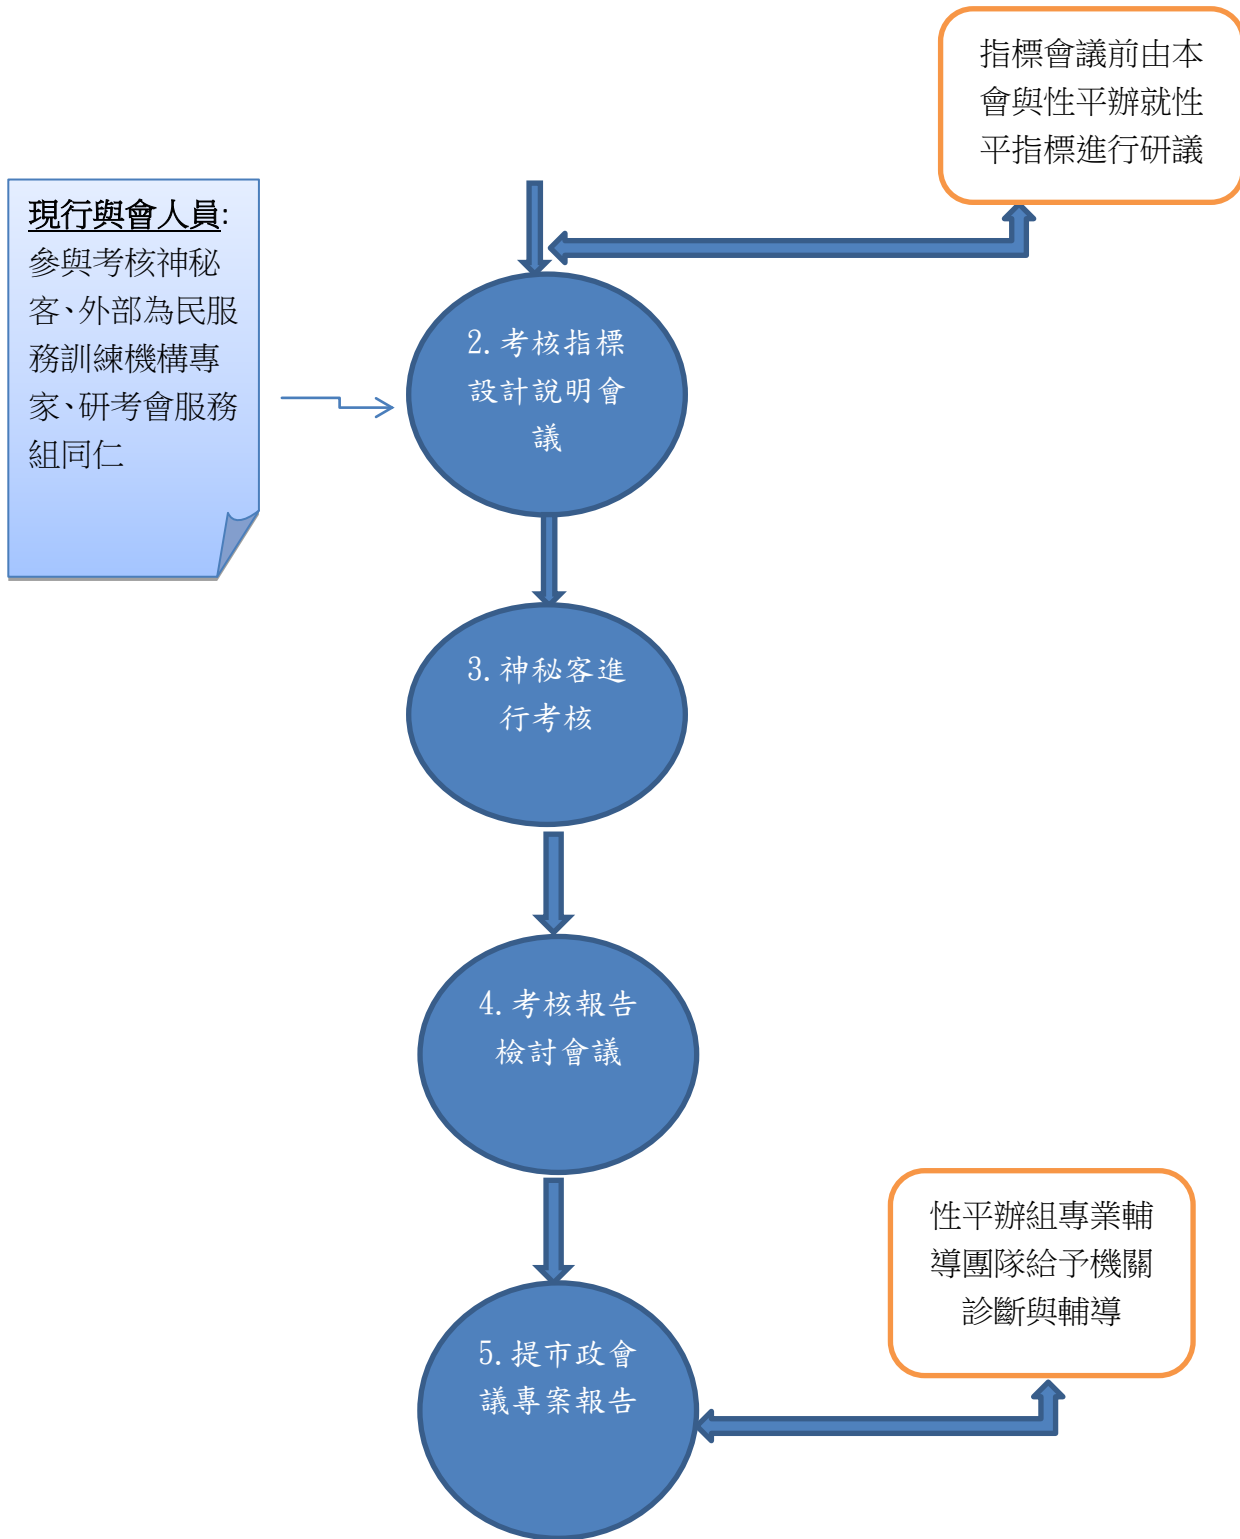 指標會議前由本
會與性平辦就性
平指標進行研議
現行與會人員:
參與考核神秘
客、外部為民服
務訓練機構專
家、研考會服務
組同仁
2.考核指標
設計說明會
議
3.神秘客進
行考核
4.考核報告
檢討會議
性平辦組專業輔
導團隊給予機關
診斷與輔導
5.提市政會
議專案報告